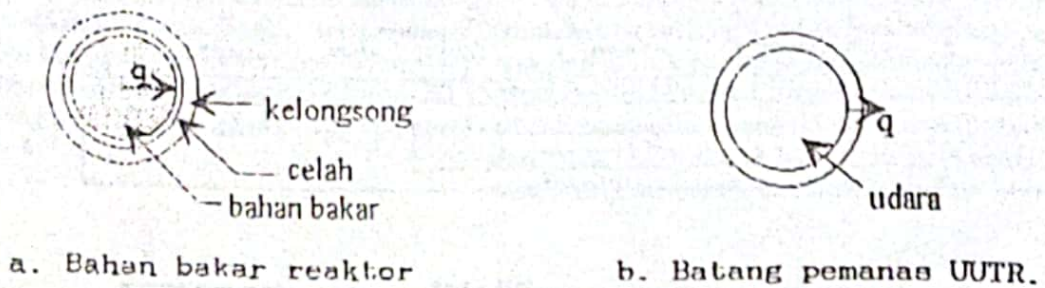 q
kelongsong
celah
bahan bakar
a. Bahan bakar reaktor
q
udara
b. Batang pemanas UUTR.